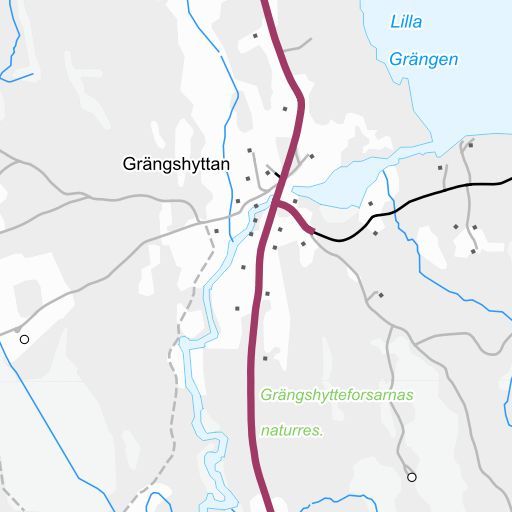 Lilla
Grängen
Grängshyttan
Grängshytteforsarnas
naturres.